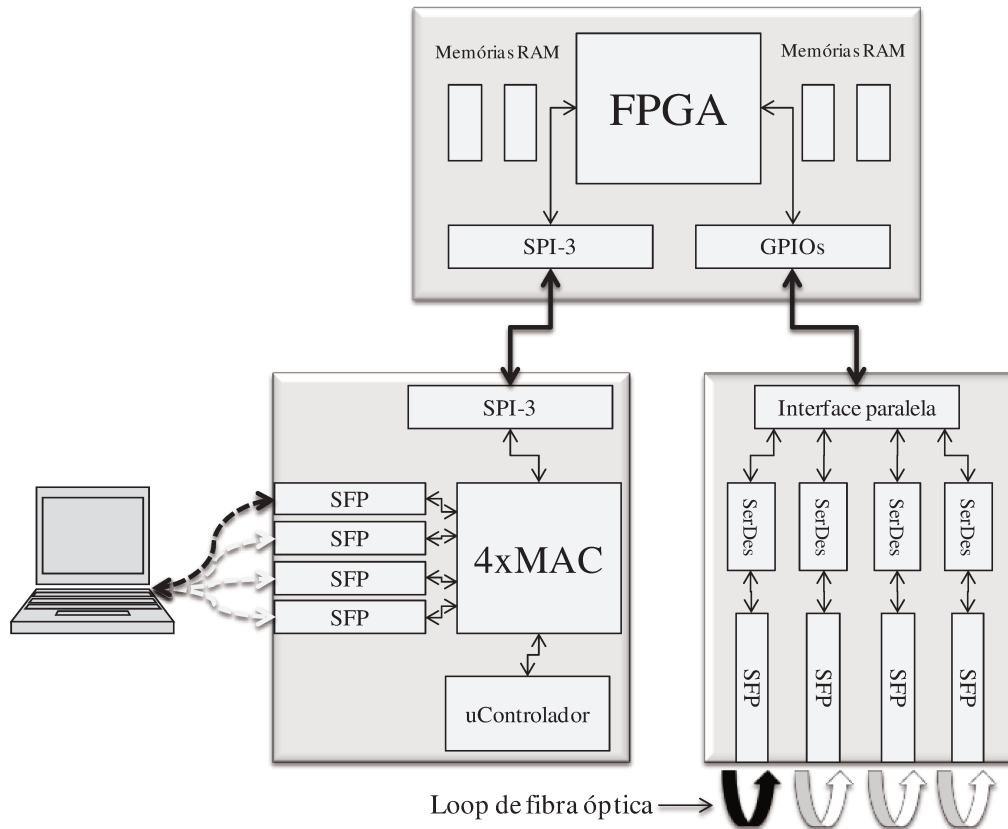 Memórias RAM
FPGA
Memórias RAM
SPI-3
GPIOs
SPI-3
SFP
SFP
SFP
SFP
4xMAC
uControlador
Interface paralela
SerDes
SerDes
SerDes
SerDes
SFP
SFP
SFP
SFP
Loop de fibra óptica